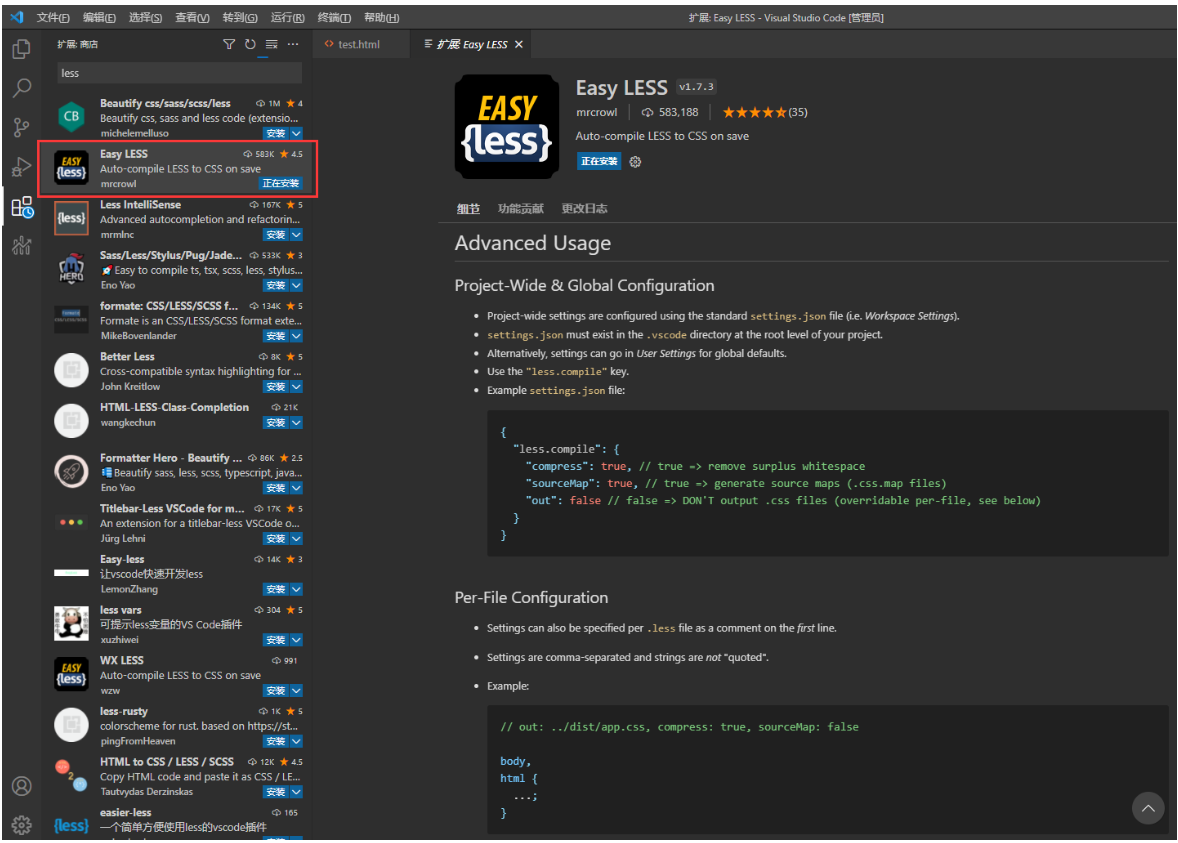 文件(F) 编辑(E) 选择(S) 查看(V) 转到(G) 运行(R) 终端(T) 帮助(H)
扩展: Easy LESS - Visual Studio Code [管理员]
扩展: 商店
less
Beautify css/sass/scss/less 1M 4
Beautify css, sass and less code (extensio...
michelemelluso 安装
Easy LESS 583K 4.5
Auto-compile LESS to CSS on save
mrcrowl 正在安装
Less IntelliSense 167K 5
Advanced autocompletion and refactorin...
mrmlnc 安装
Sass/Less/Stylus/Pug/Jade... 533K 3
Easy to compile ts, tsx, scss, less, stylus...
Eno Yao 安装
formate: CSS/LESS/SCSS f... 134K 5
Formate is an CSS/LESS/SCSS format exte...
MikeBovenlander 安装
Better Less 8K 5
Cross-compatible syntax highlighting for ...
John Kreitlow 安装
HTML-LESS-Class-Completion 21K
wangkechun 安装
Formatter Hero - Beautify ... 86K 2.5
Beautify sass, less, scss, typescript, java...
Eno Yao 安装
Titlebar-Less VSCode for m... 17K 5
An extension for a titlebar-less VSCode o...
Jürg Lehni 安装
Easy-less 14K 3
让vscode快速开发less
LemonZhang 安装
less vars 304 5
可提示less变量的VS Code插件
xuzhiwei 安装
WX LESS 991
Auto-compile LESS to CSS on save
wzw 安装
less-rusty 1K 5
colorscheme for rust. based on https://st...
pingFromHeaven 安装
HTML to CSS / LESS / SCSS 12K 4.5
Copy HTML code and paste it as CSS / LE...
Tautvydas Derzinskas 安装
easier-less 165
一个简单方便使用less的vscode插件
CB
EASY {less}
{less}
HERO
EASY {less}
{less}
test.html
扩展: Easy LESS
EASY
{less}
Easy LESS v1.7.3
mrcrowl 583,188 (35)
Auto-compile LESS to CSS on save
正在安装
细节 功能贡献 更改日志
Advanced Usage
Project-Wide & Global Configuration
• Project-wide settings are configured using the standard settings.json file (i.e. Workspace Settings).
• settings.json must exist in the .vscode directory at the root level of your project.
• Alternatively, settings can go in User Settings for global defaults.
• Use the "less.compile" key.
• Example settings.json file:
{
"less.compile": {
"compress": true, // true => remove surplus whitespace
"sourceMap": true, // true => generate source maps (.css.map files)
"out": false // false => DON'T output .css files (overridable per-file, see below)
}
}
Per-File Configuration
• Settings can also be specified per .less file as a comment on the first line.
• Settings are comma-separated and strings are not "quoted".
• Example:
// out: ../dist/app.css, compress: true, sourceMap: false
body,
html {
...;
}